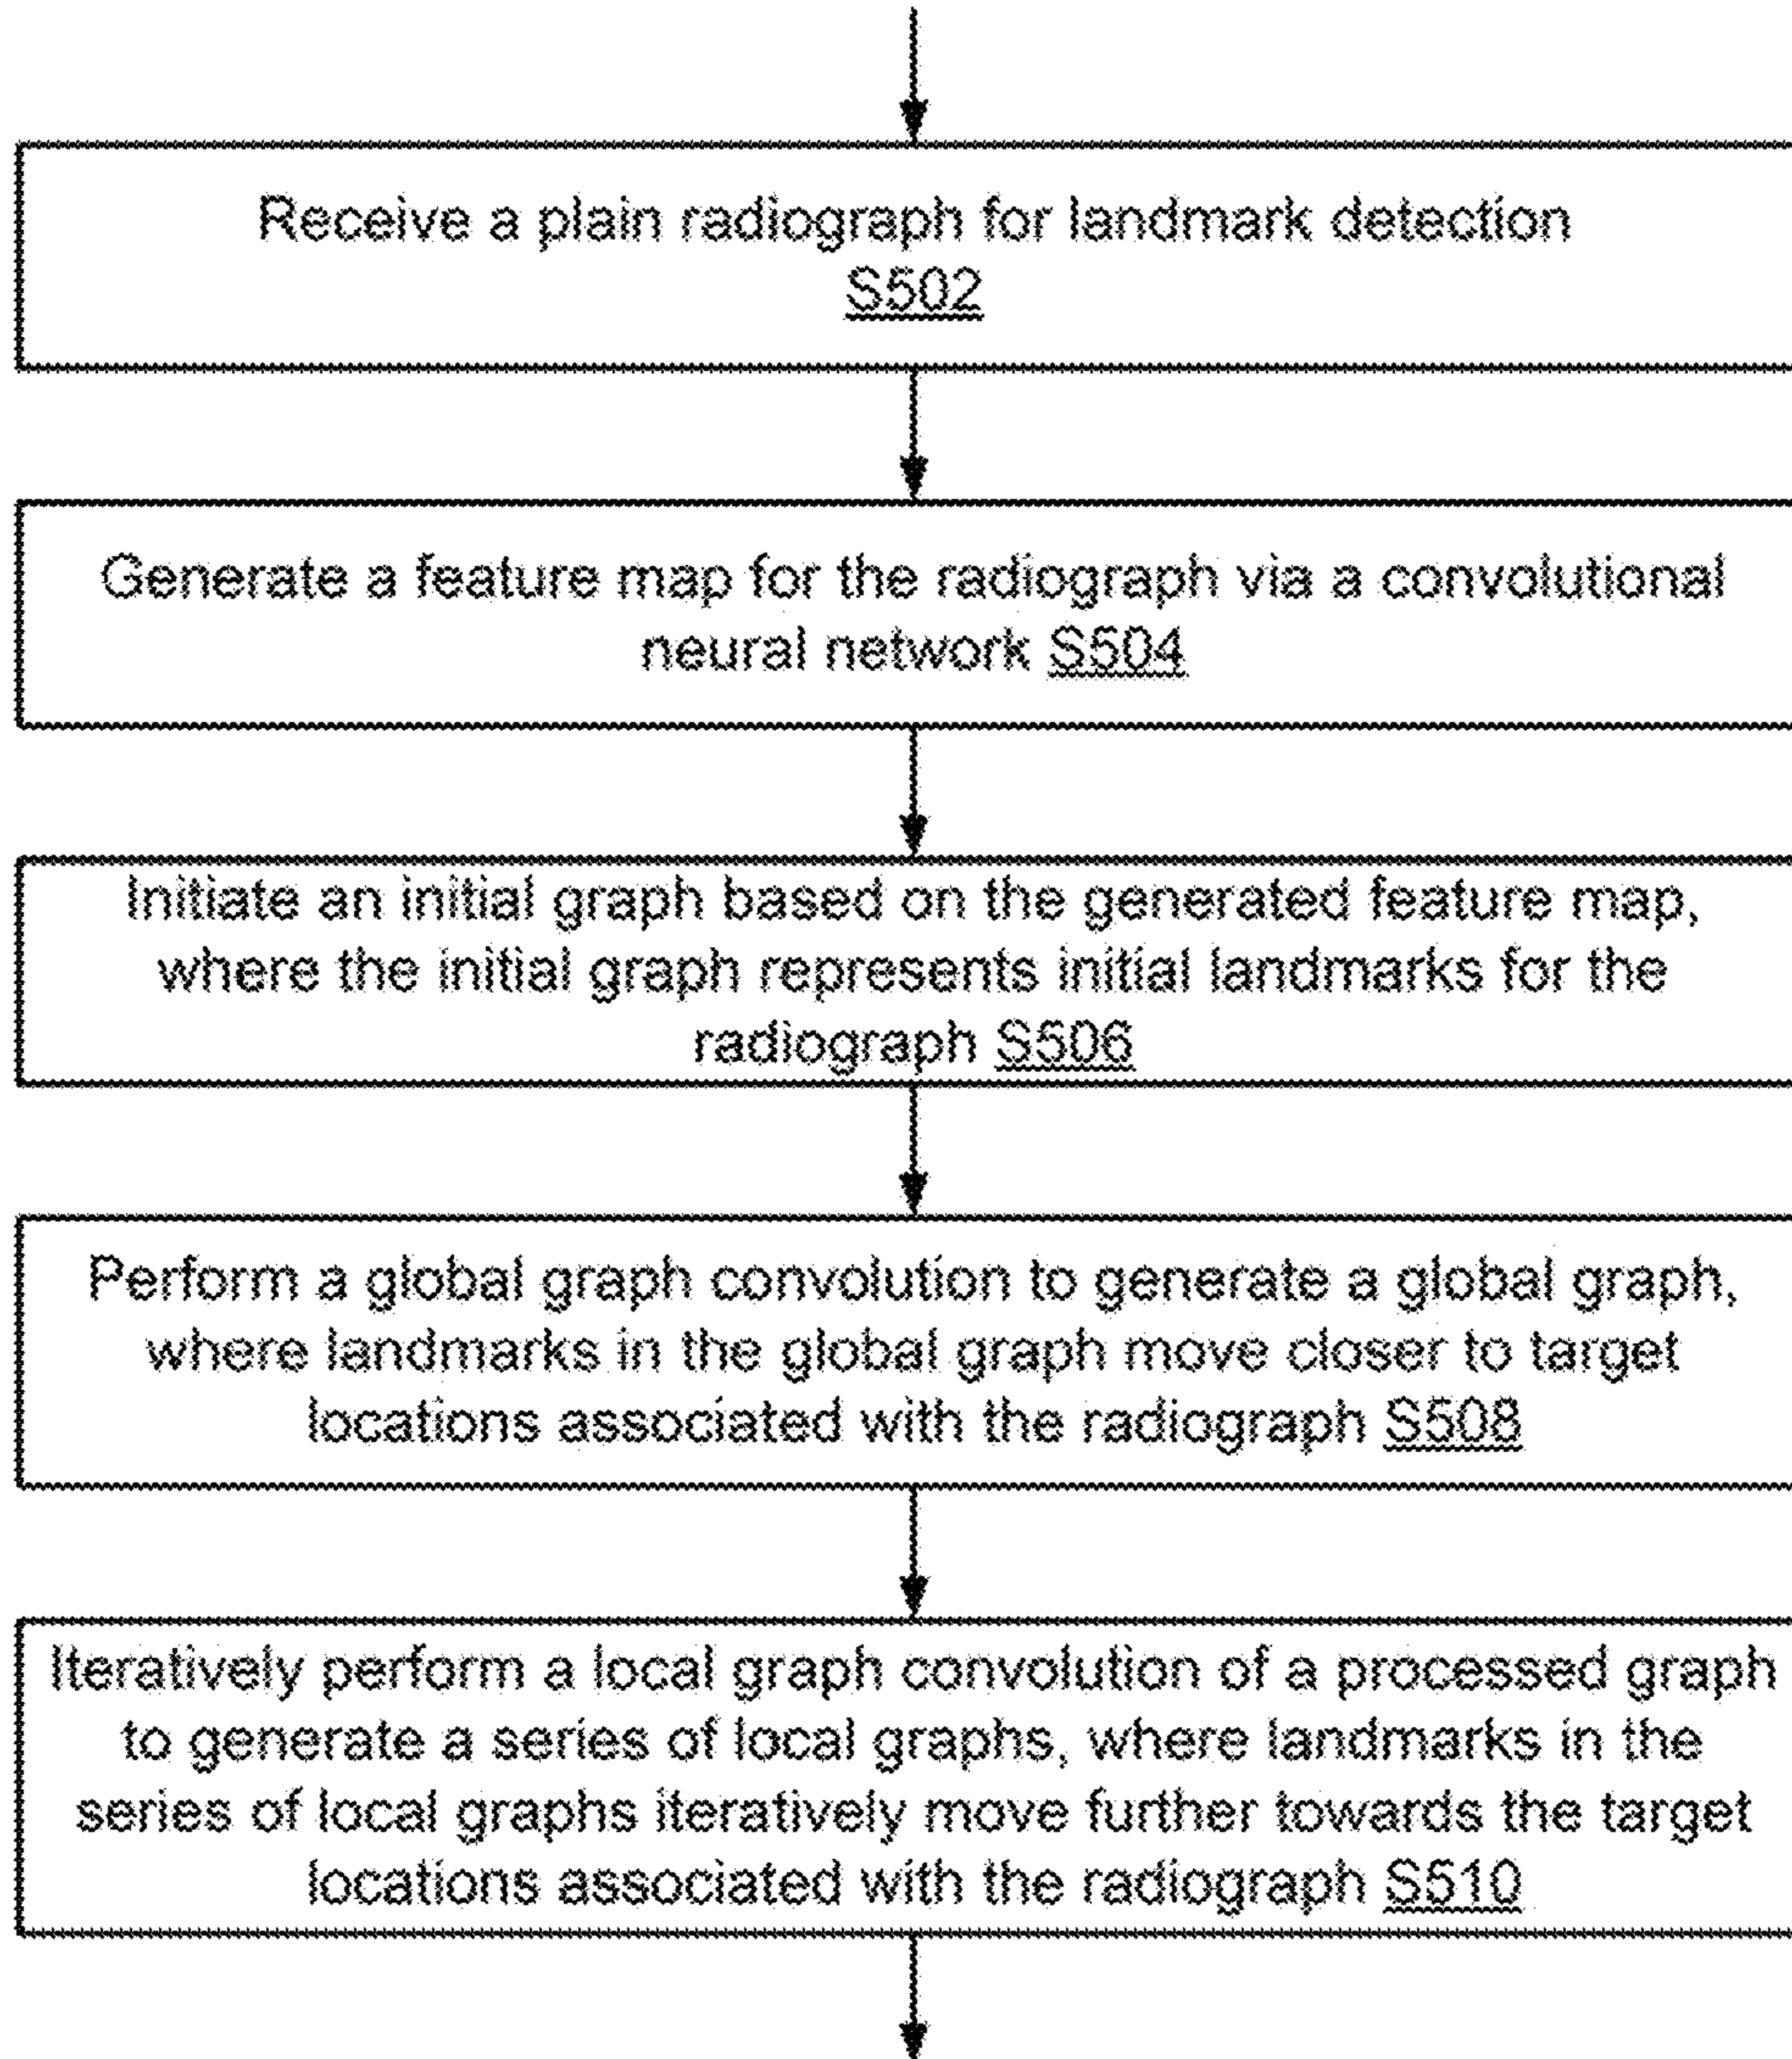 Receive a plain radiograph for landmark detection
S502
Generate a feature map for the radiograph via a convolutional
neural network S504
Initiate an initial graph based on the generated feature map,
where the initial graph represents initial landmarks for the
radiograph S506
Perform a global graph convolution to generate a global graph,
where landmarks in the global graph move closer to target
locations associated with the radiograph S508
Iteratively perform a local graph convolution of a processed graph
to generate a series of local graphs, where landmarks in the
series of local graphs iteratively move further towards the target
locations associated with the radiograph S510